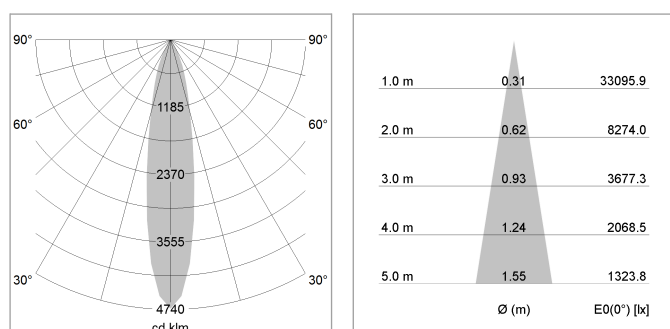 90° 90°
1185
60° 60°
2370
3555
30° 30°
4740
cd klm
1.0 m 0.31 33095.9
2.0 m 0.62 8274.0
3.0 m 0.93 3677.3
4.0 m 1.24 2068.5
5.0 m 1.55 1323.8
Ø (m) E0(0°) [lx]